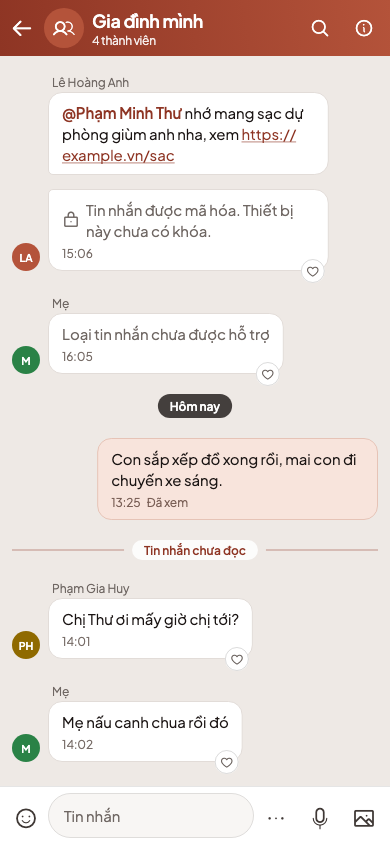 Gia đình mình
4 thành viên
Lê Hoàng Anh
@Phạm Minh Thư nhớ mang sạc dự
phòng giùm anh nha, xem https://
example.vn/sac
Tin nhắn được mã hóa. Thiết bị
này chưa có khóa.
15:06
LA
Mẹ
Loại tin nhắn chưa được hỗ trợ
16:05
M
Hôm nay
Con sắp xếp đồ xong rồi, mai con đi
chuyến xe sáng.
13:25 Đã xem
Tin nhắn chưa đọc
Phạm Gia Huy
Chị Thư ơi mấy giờ chị tới?
14:01
PH
Mẹ
Mẹ nấu canh chua rồi đó
14:02
M
Tin nhắn